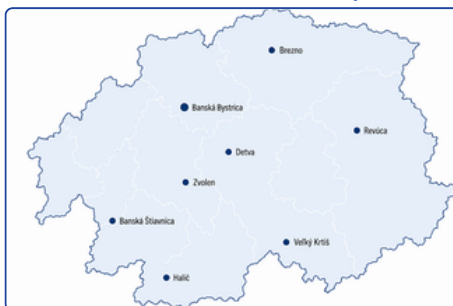 Brezno
Banská Bystrica
Revúca
Detva
Zvolen
Banská Štiavnica
Veľký Krtíš
Halič